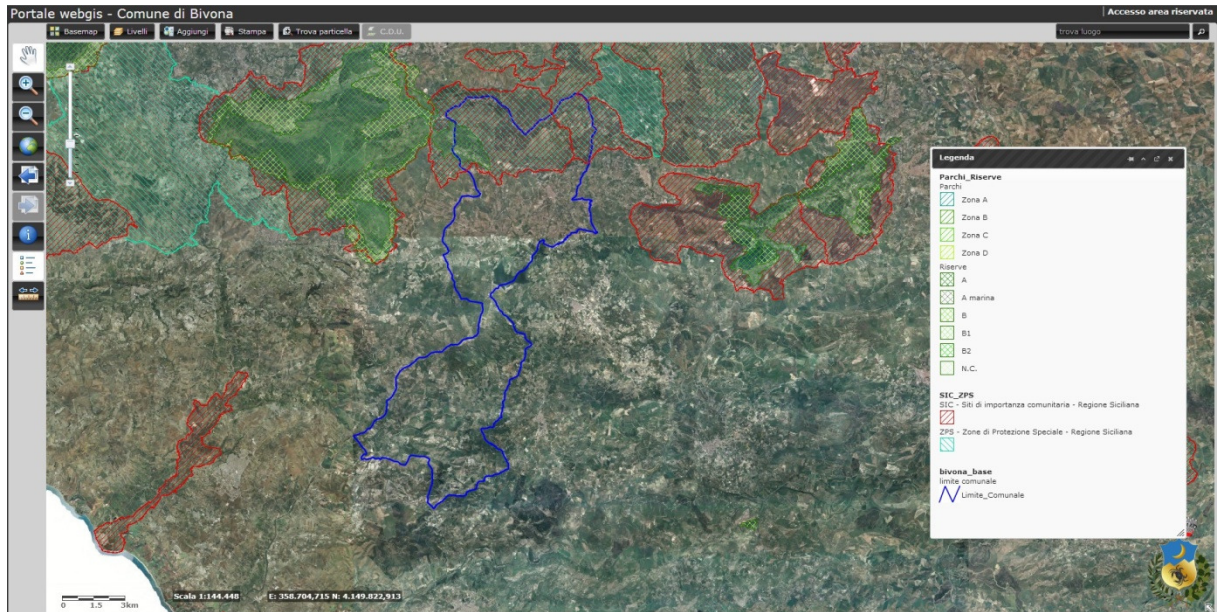 Portale webgis - Comune di Bivona
Accesso area riservata
Basemap Livelli Aggiungi Stampa Trova particella C.D.U.
trova luogo
Legenda
Parchi_Riserve
Parchi
Zona A
Zona B
Zona C
Zona D
Riserve
A
A marina
B
B1
B2
N.C.
SIC_ZPS
SIC - Siti di importanza comunitaria - Regione Siciliana
ZPS - Zone di Protezione Speciale - Regione Siciliana
bivona_base
limite comunale
Limite_Comunale
Scala 1:144.448 E: 358.704,715 N: 4.149.822,913
0 1.5 3km